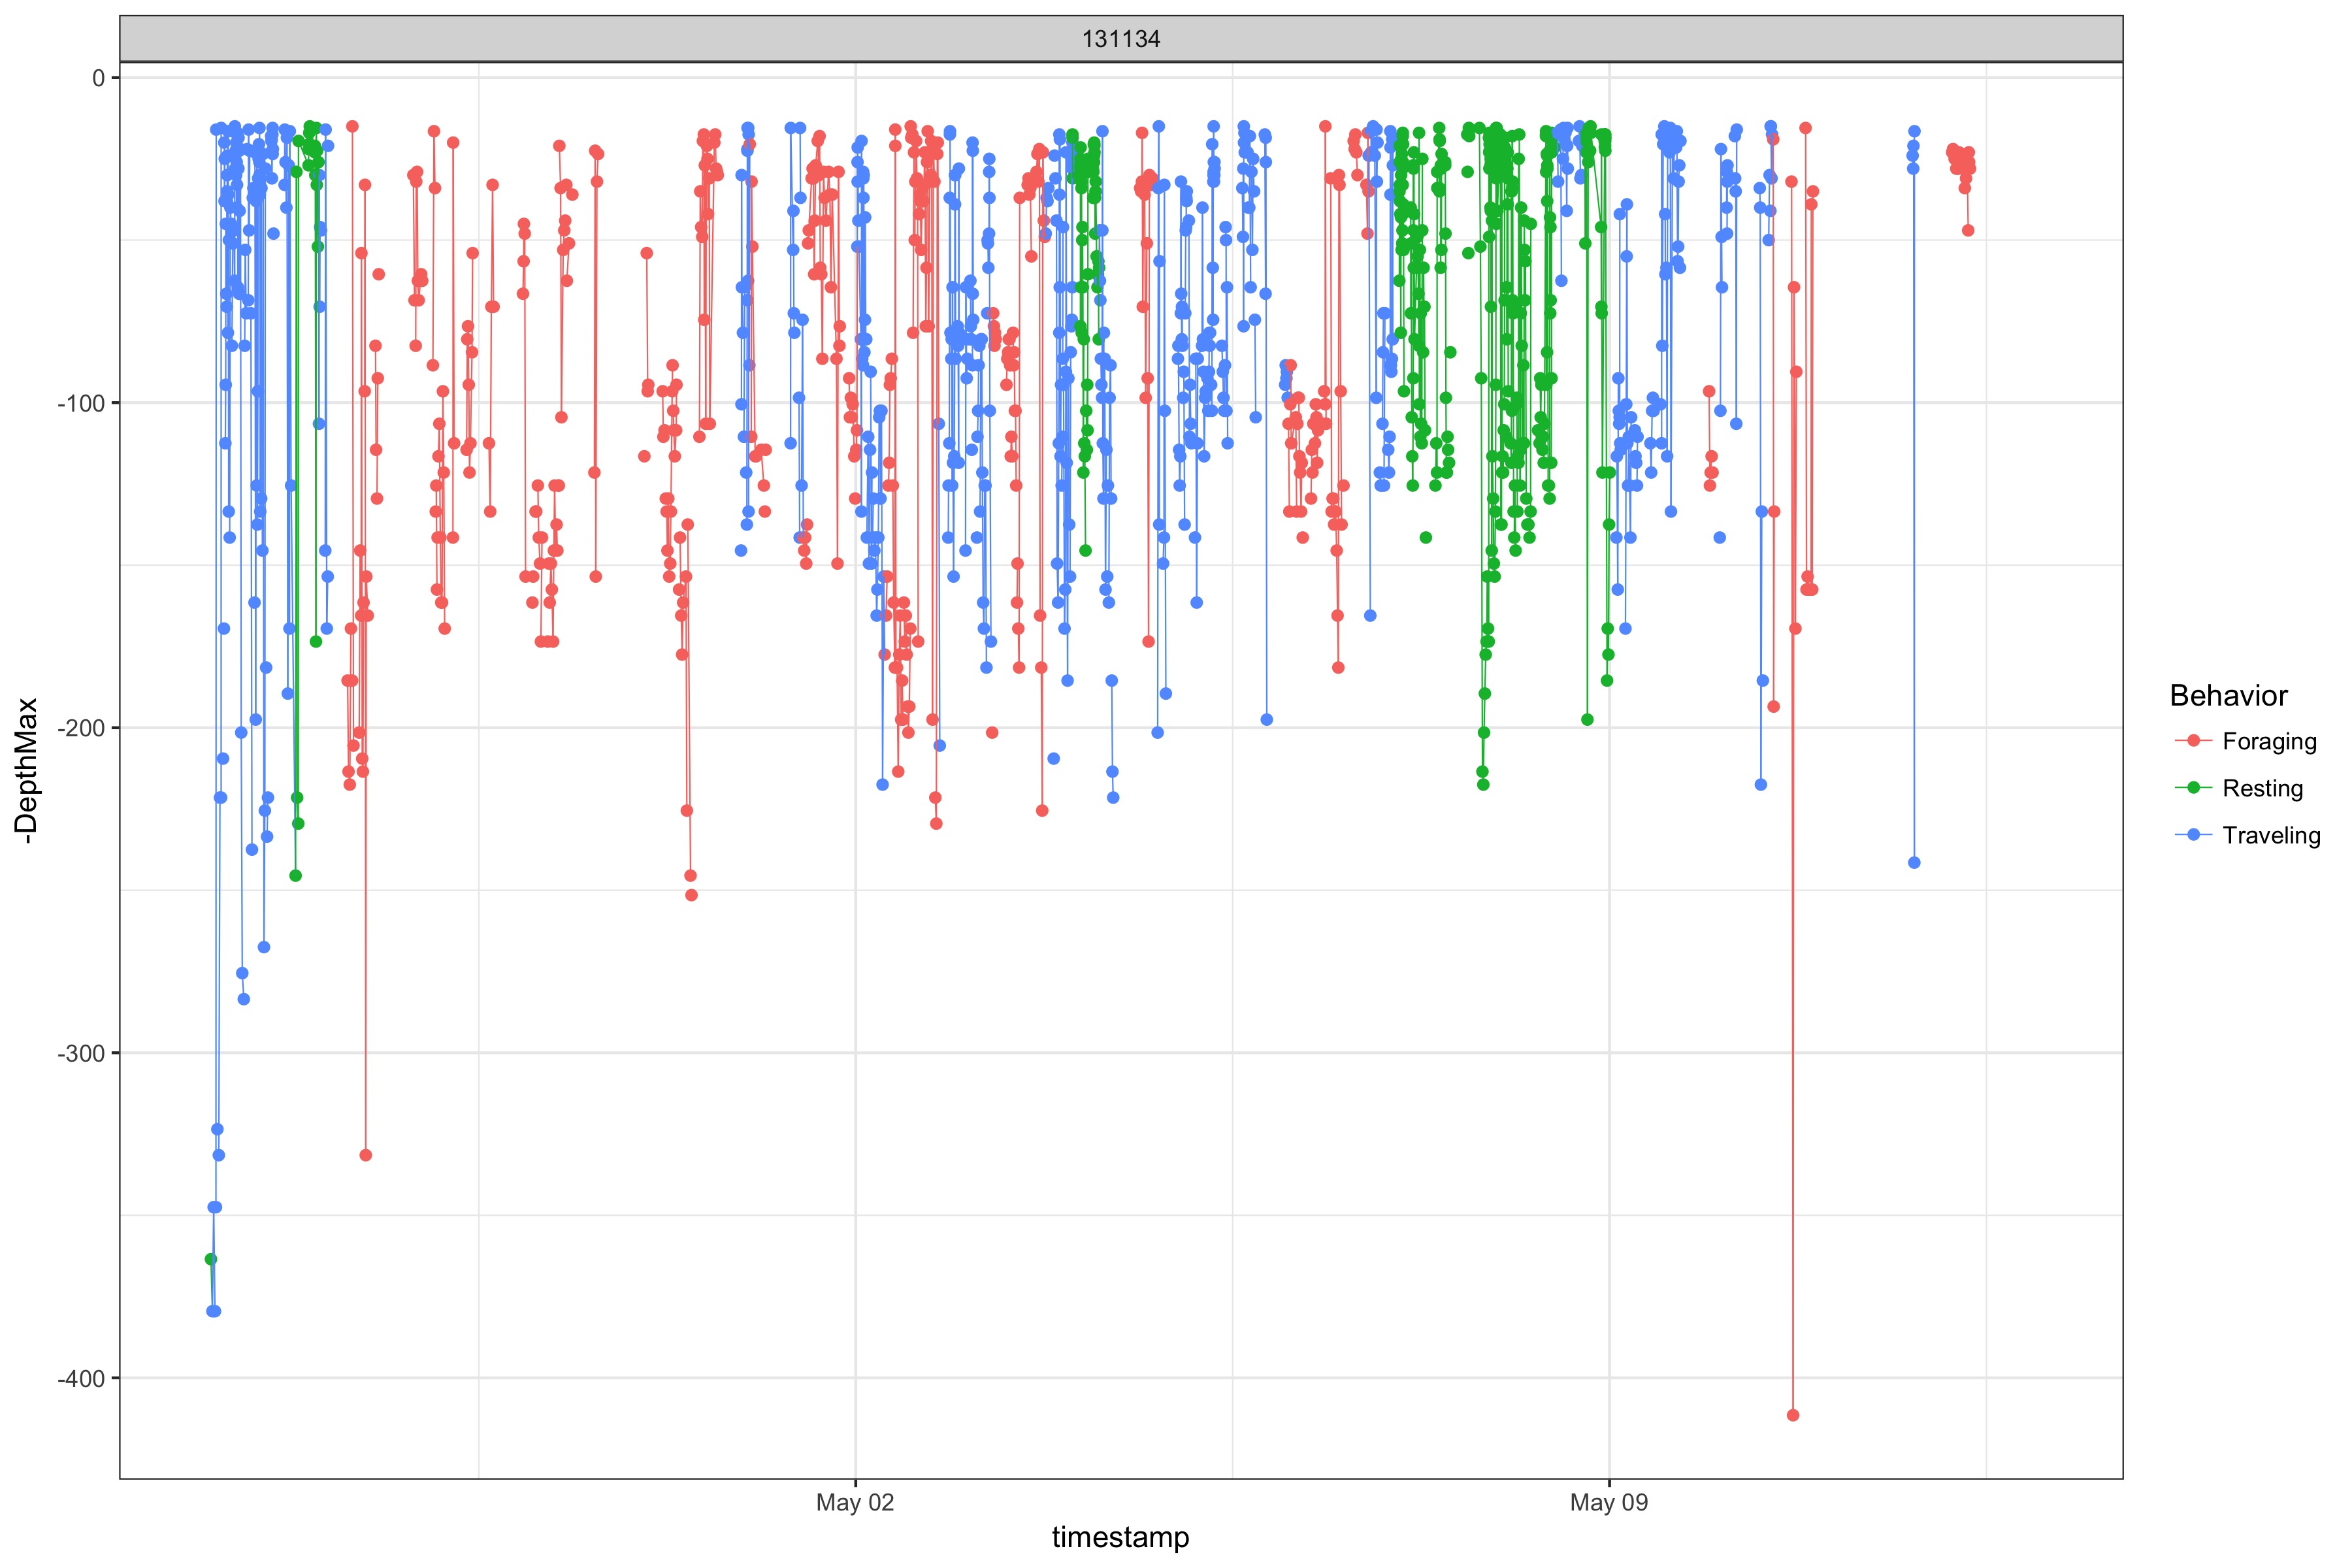 131134
0
-100
-200
-300
-400
-DepthMax
May 02
May 09
timestamp
Behavior
Foraging
Resting
Traveling